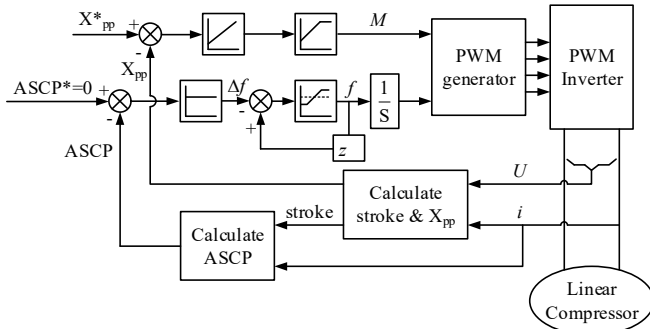 X*pp
+
-
M
PWM
generator
PWM
Inverter
Xpp
ASCP*=0
+
-
Δf
-
+
f
1
S
z
ASCP
U
Calculate
stroke & Xpp
stroke
i
Calculate
ASCP
Linear
Compressor